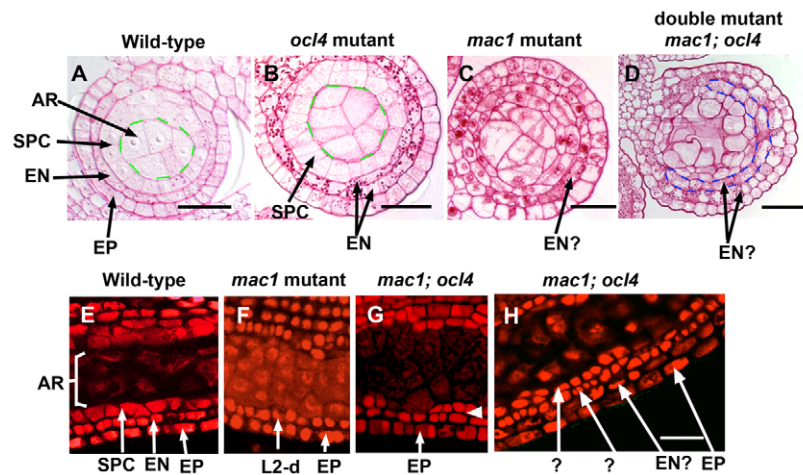 Wild-type ocl4 mutant mac1 mutant double mutant
mac1; ocl4
A B C D
AR
SPC
EN
EP
SPC
EN
EN?
EN?
Wild-type mac1 mutant mac1; ocl4 mac1; ocl4
E F G H
AR
SPC EN EP L2-d EP EP ? ? EN? EP